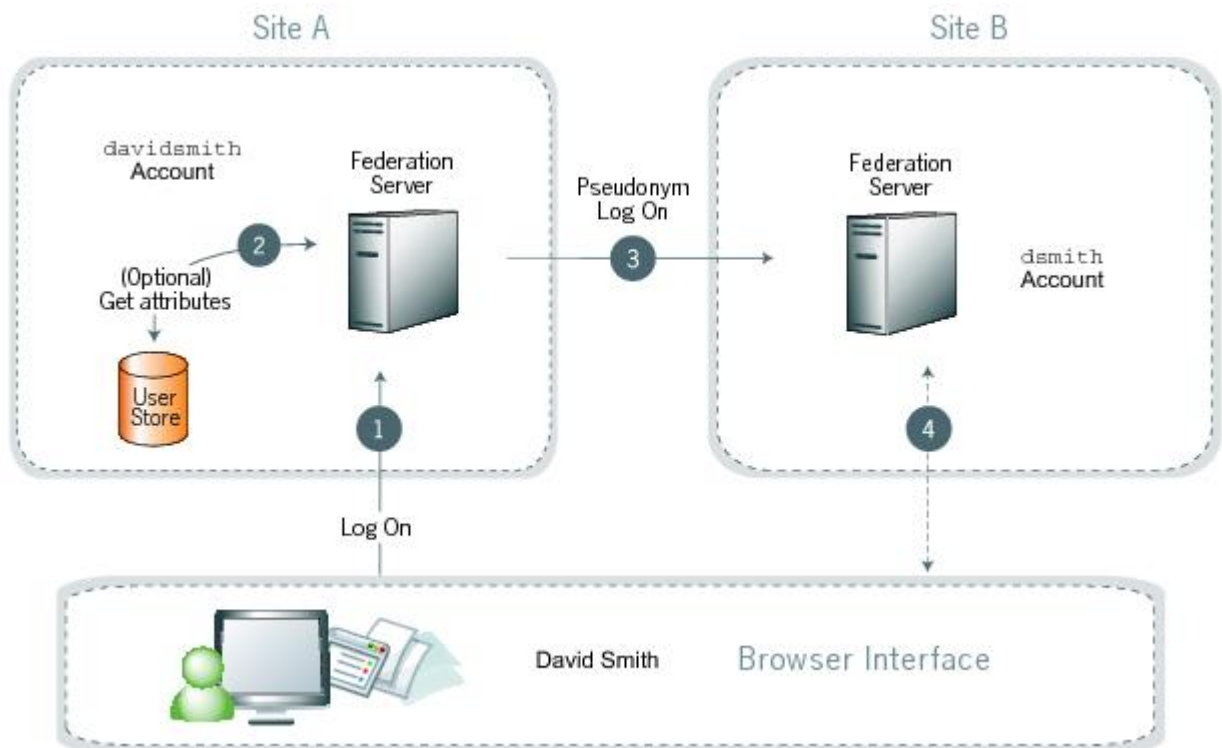 Site A
Site B
davidsmith
Account
Federation
Server
2
(Optional)
Get attributes
User
Store
1
Log On
Pseudonym
Log On
3
Federation
Server
dsmith
Account
4
David Smith
Browser Interface